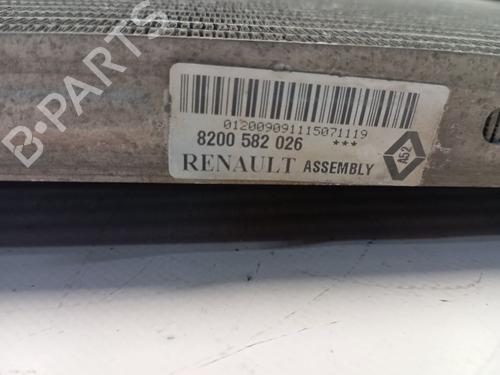 B-PARTS
012009091115071119
8200 582 026 ***
A52
RENAULT ASSEMBLY